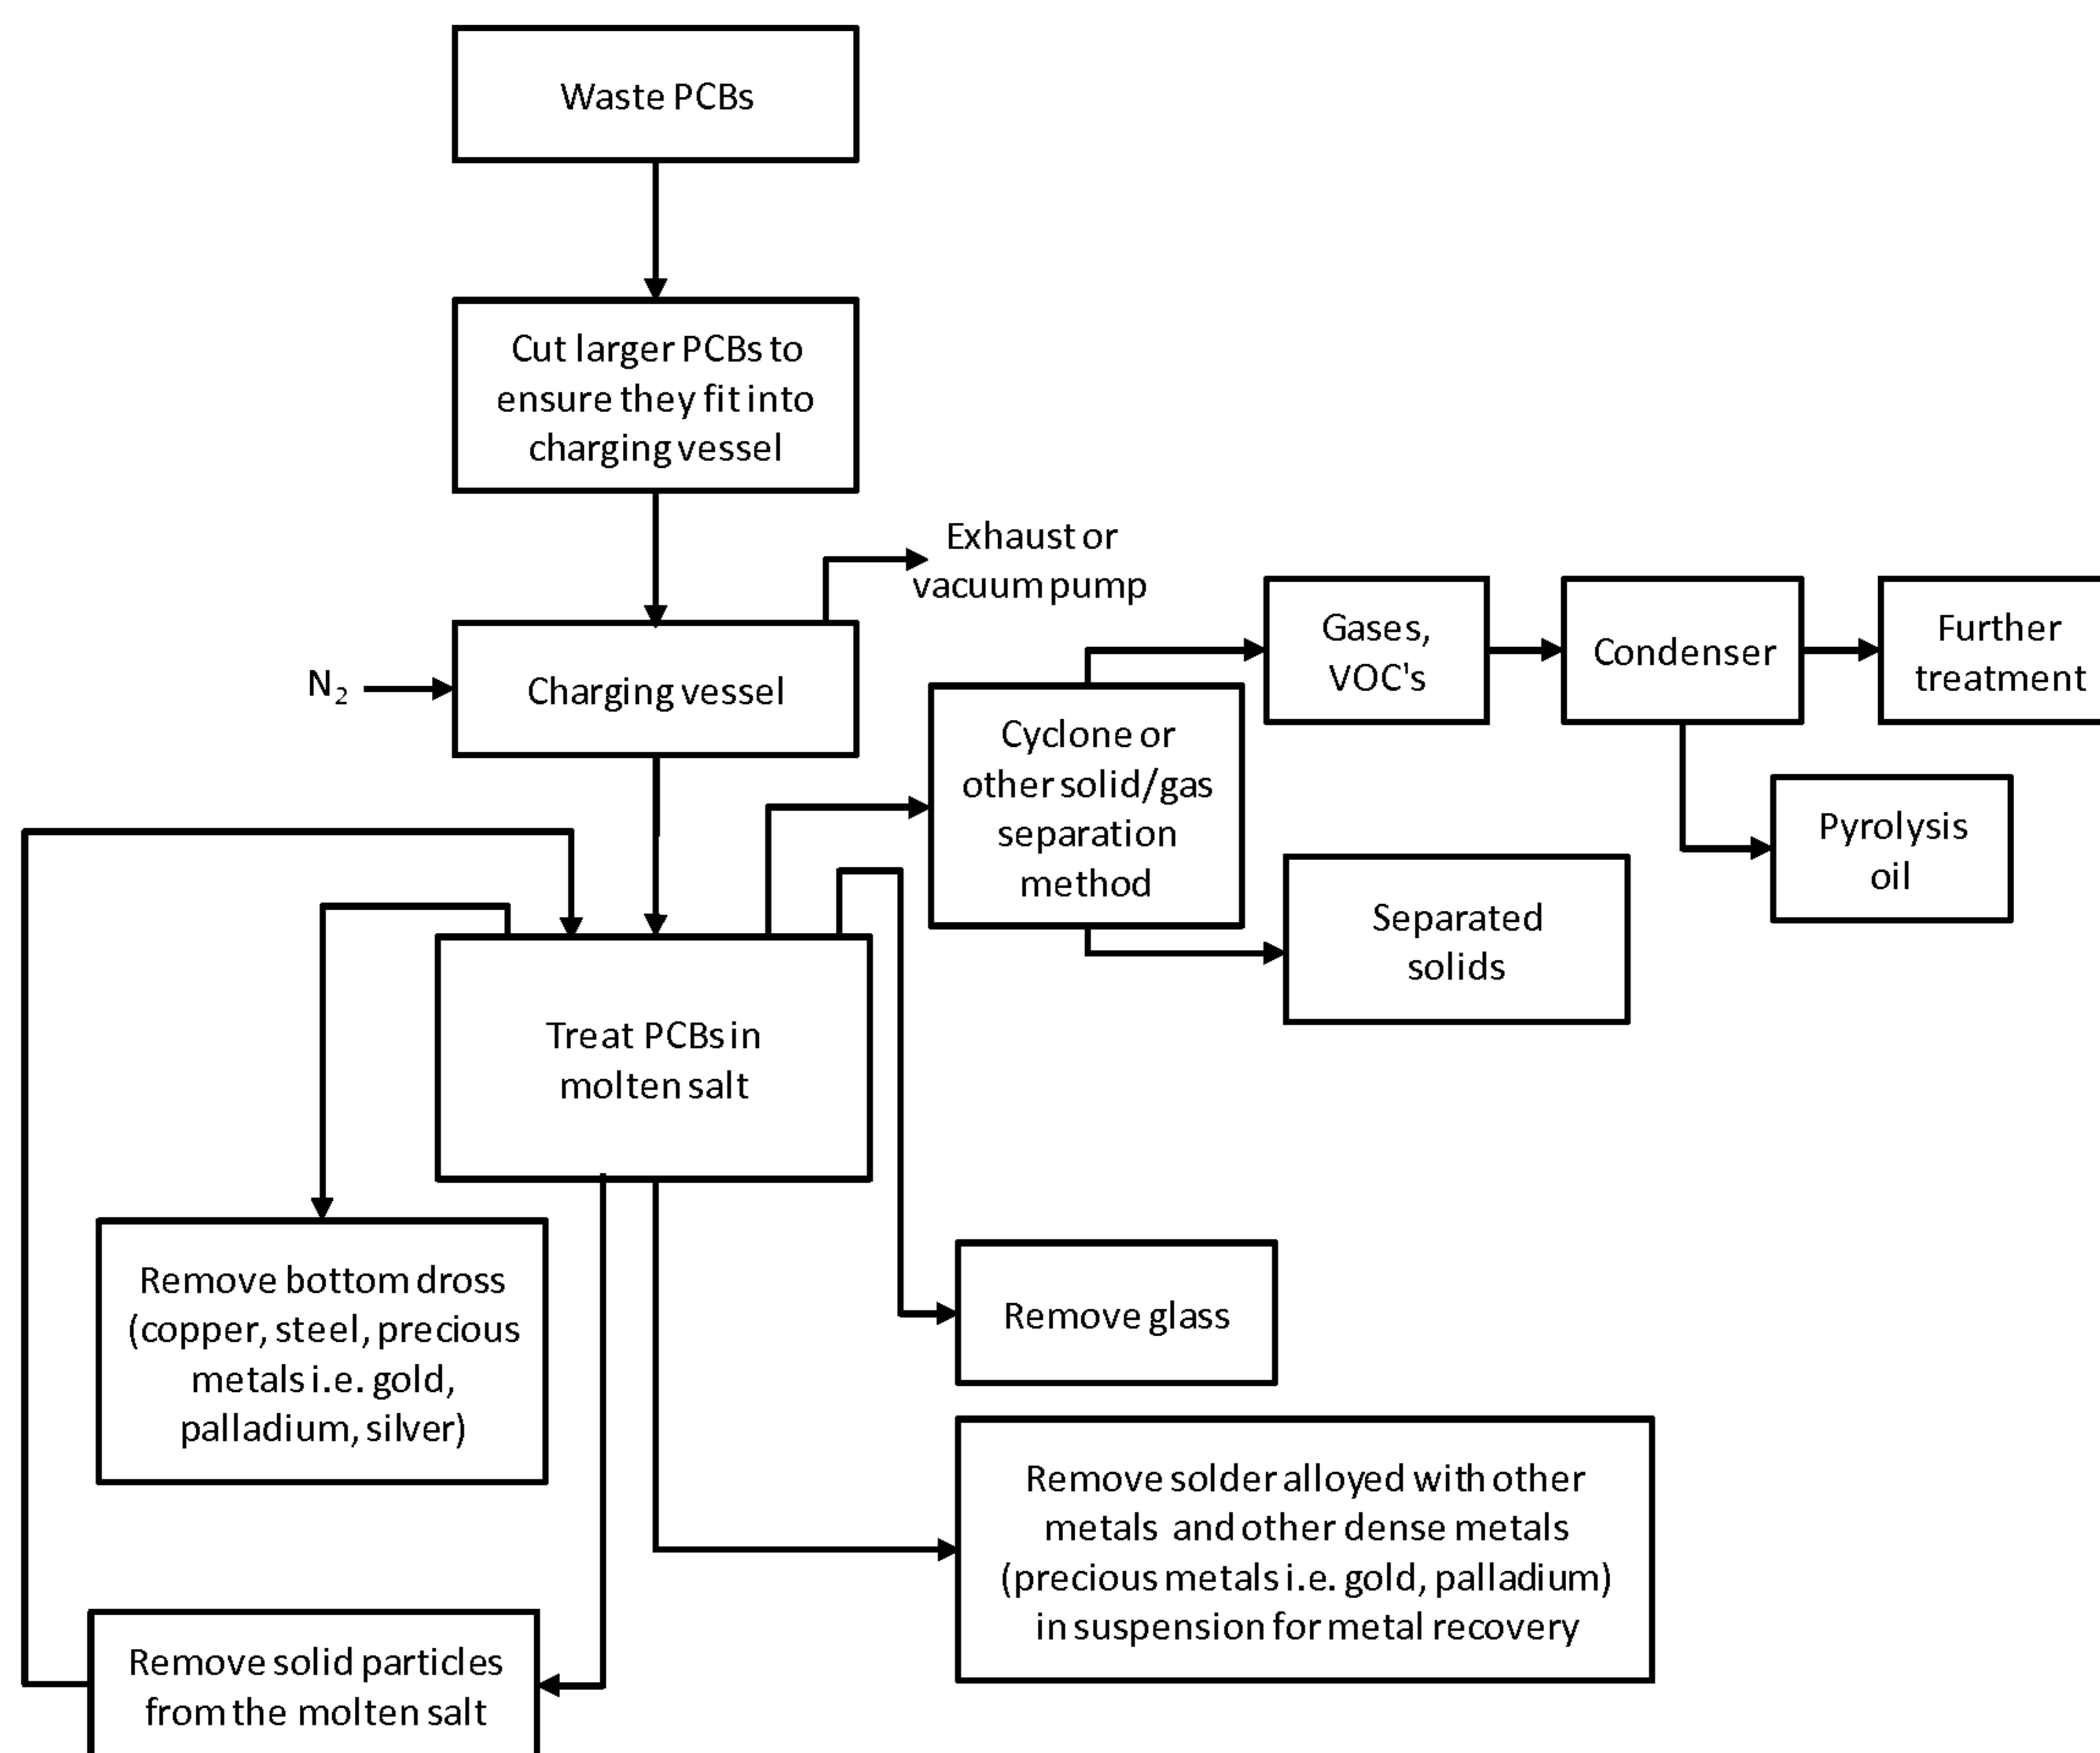 Waste PCBs
Cut larger PCBs to
ensure they fit into
charging vessel
Exhaust or
vacuum pump
N₂
Charging vessel
Gases,
VOC's
Condenser
Further
treatment
Cyclone or
other solid/gas
separation
method
Pyrolysis
oil
Separated
solids
Treat PCBs in
molten salt
Remove bottom dross
(copper, steel, precious
metals i.e. gold,
palladium, silver)
Remove glass
Remove solder alloyed with other
metals and other dense metals
(precious metals i.e. gold, palladium)
in suspension for metal recovery
Remove solid particles
from the molten salt